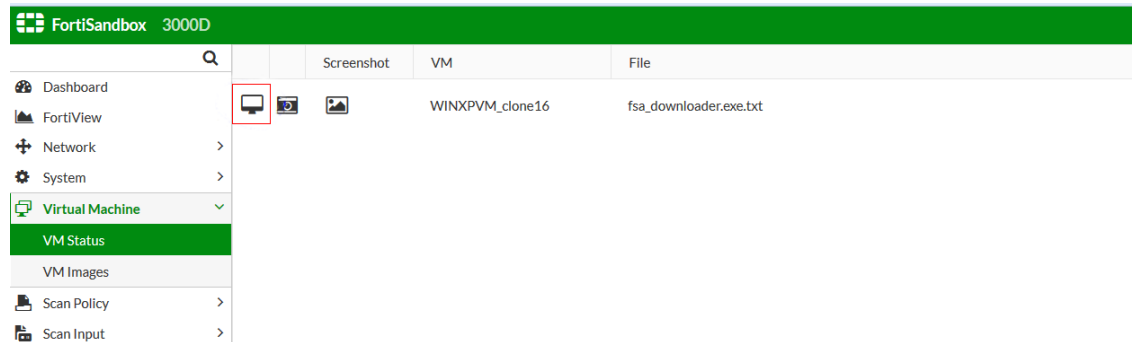 FortiSandbox 3000D
Screenshot VM File
Dashboard
FortiView
Network
System
Virtual Machine
VM Status
VM Images
Scan Policy
Scan Input
WINXPVM_clone16 fsa_downloader.exe.txt